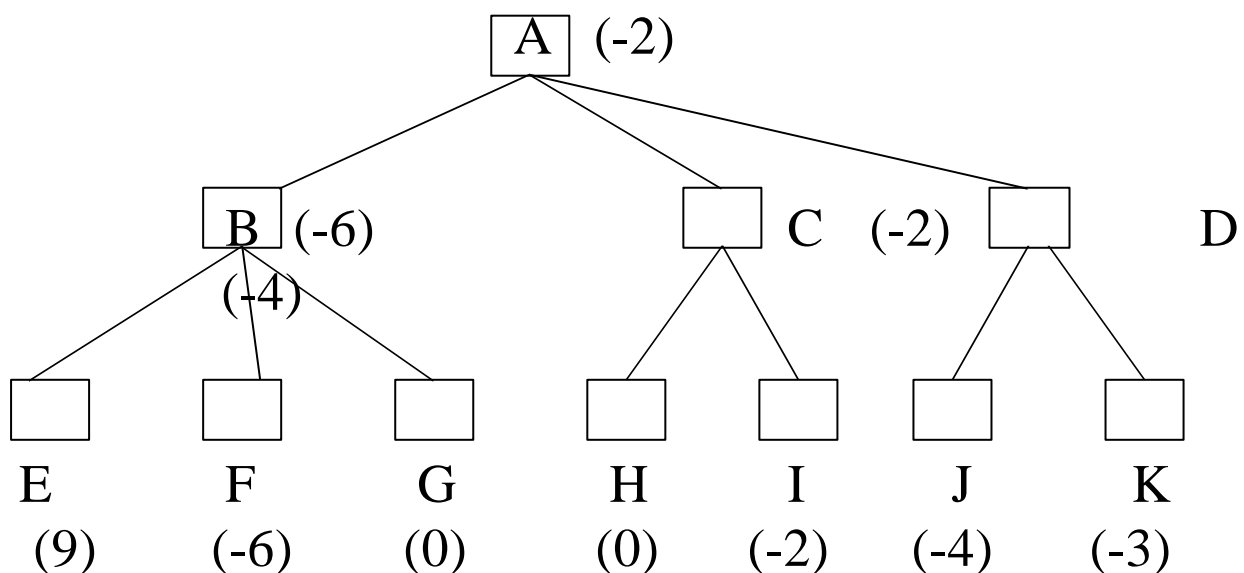 A (-2)
B (-6) C (-2) D
(-4)
E F G H I J K
(9) (-6) (0) (0) (-2) (-4) (-3)